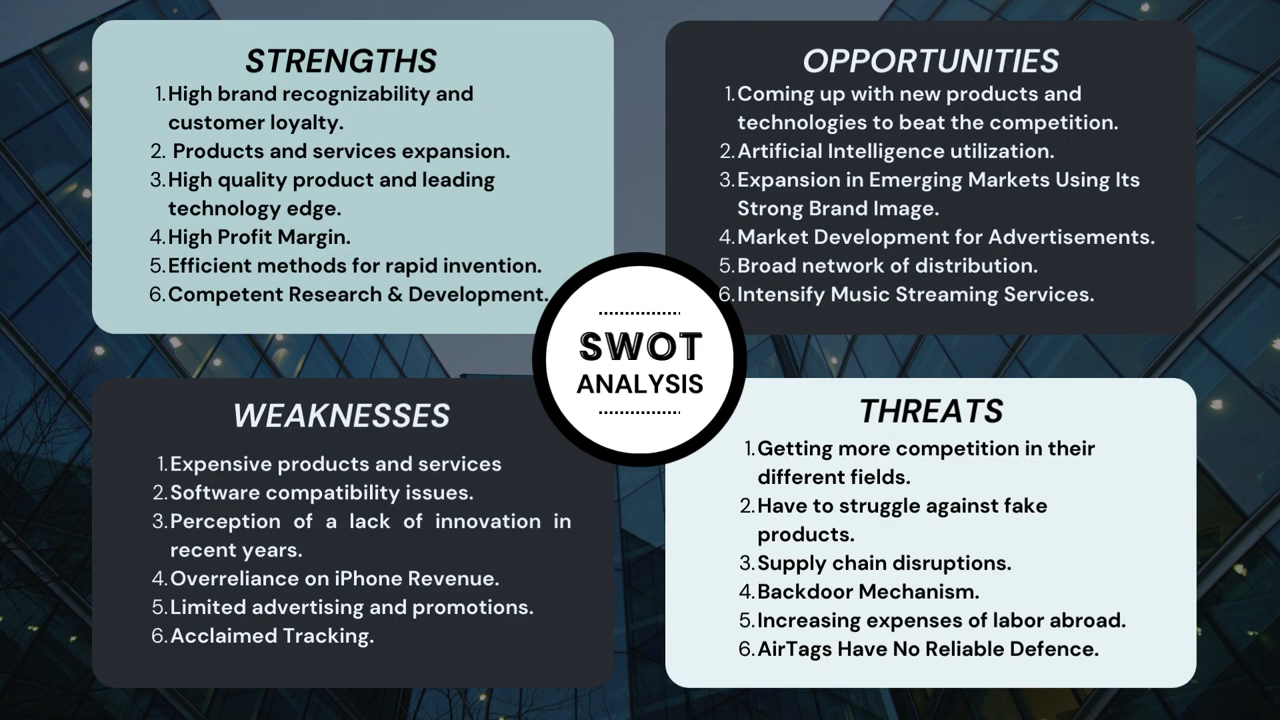 STRENGTHS
1. High brand recognizability and
customer loyalty.
2. Products and services expansion.
3. High quality product and leading
technology edge.
4. High Profit Margin.
5. Efficient methods for rapid invention.
6. Competent Research & Development.
OPPORTUNITIES
1. Coming up with new products and
technologies to beat the competition.
2. Artificial Intelligence utilization.
3. Expansion in Emerging Markets Using Its
Strong Brand Image.
4. Market Development for Advertisements.
5. Broad network of distribution.
6. Intensify Music Streaming Services.
SWOT
ANALYSIS
WEAKNESSES
1. Expensive products and services
2. Software compatibility issues.
3. Perception of a lack of innovation in
recent years.
4. Overreliance on iPhone Revenue.
5. Limited advertising and promotions.
6. Acclaimed Tracking.
THREATS
1. Getting more competition in their
different fields.
2. Have to struggle against fake
products.
3. Supply chain disruptions.
4. Backdoor Mechanism.
5. Increasing expenses of labor abroad.
6. AirTags Have No Reliable Defence.